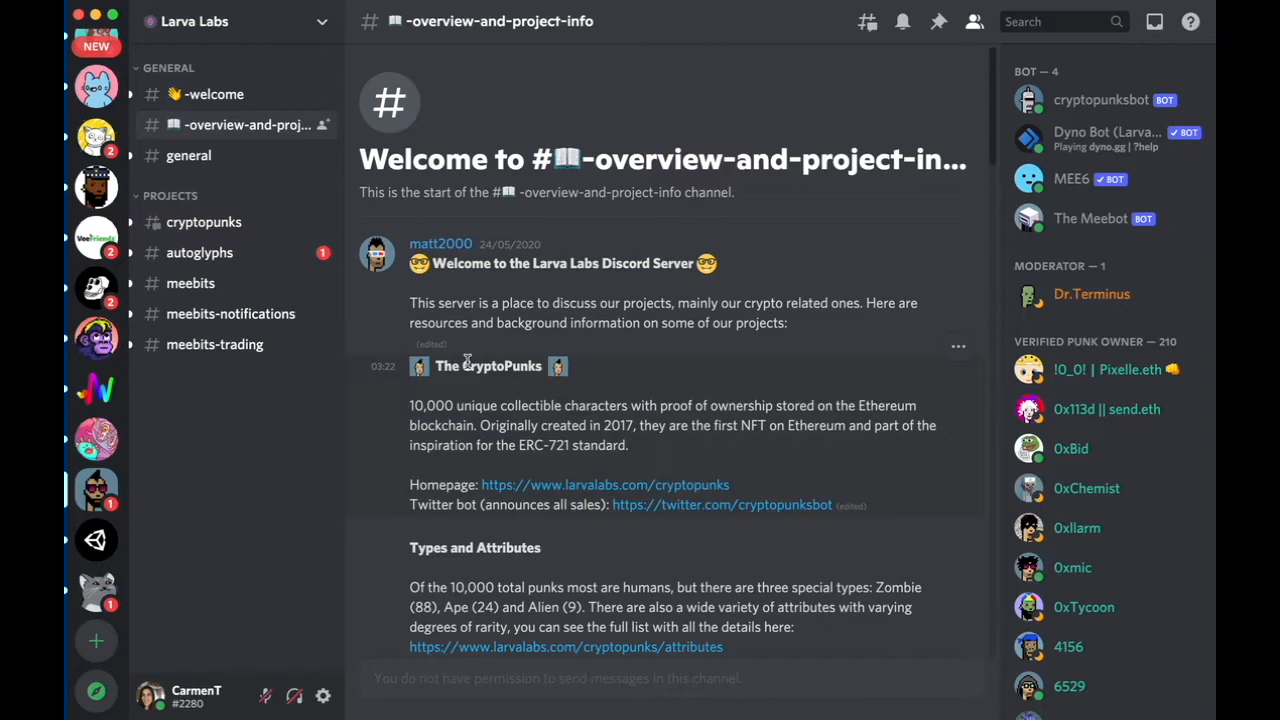 NEW
2
VeeFriends
2
2
1
1
Larva Labs
GENERAL
# 👋 -welcome
# 📖 -overview-and-proj...
# general
PROJECTS
# cryptopunks
# autoglyphs 1
# meebits
# meebits-notifications
# meebits-trading
CarmenT
#2280
# 📖 -overview-and-project-info
Search
Welcome to #📖-overview-and-project-in...
This is the start of the #📖 -overview-and-project-info channel.
matt2000 24/05/2020
🤓 Welcome to the Larva Labs Discord Server 🤓
This server is a place to discuss our projects, mainly our crypto related ones. Here are
resources and background information on some of our projects:
(edited)
03:22 The CryptoPunks
10,000 unique collectible characters with proof of ownership stored on the Ethereum
blockchain. Originally created in 2017, they are the first NFT on Ethereum and part of the
inspiration for the ERC-721 standard.
Homepage: https://www.larvalabs.com/cryptopunks
Twitter bot (announces all sales): https://twitter.com/cryptopunksbot (edited)
Types and Attributes
Of the 10,000 total punks most are humans, but there are three special types: Zombie
(88), Ape (24) and Alien (9). There are also a wide variety of attributes with varying
degrees of rarity, you can see the full list with all the details here:
https://www.larvalabs.com/cryptopunks/attributes
You do not have permission to send messages in this channel.
BOT — 4
cryptopunksbot BOT
Dyno Bot (Larva... ✓ BOT
Playing dyno.gg | ?help
MEE6 ✓ BOT
The Meebot BOT
MODERATOR — 1
Dr.Terminus
VERIFIED PUNK OWNER — 210
!0_0! | Pixelle.eth 👊
0x113d || send.eth
0xBid
0xChemist
0xllarm
0xmic
0xTycoon
4156
6529